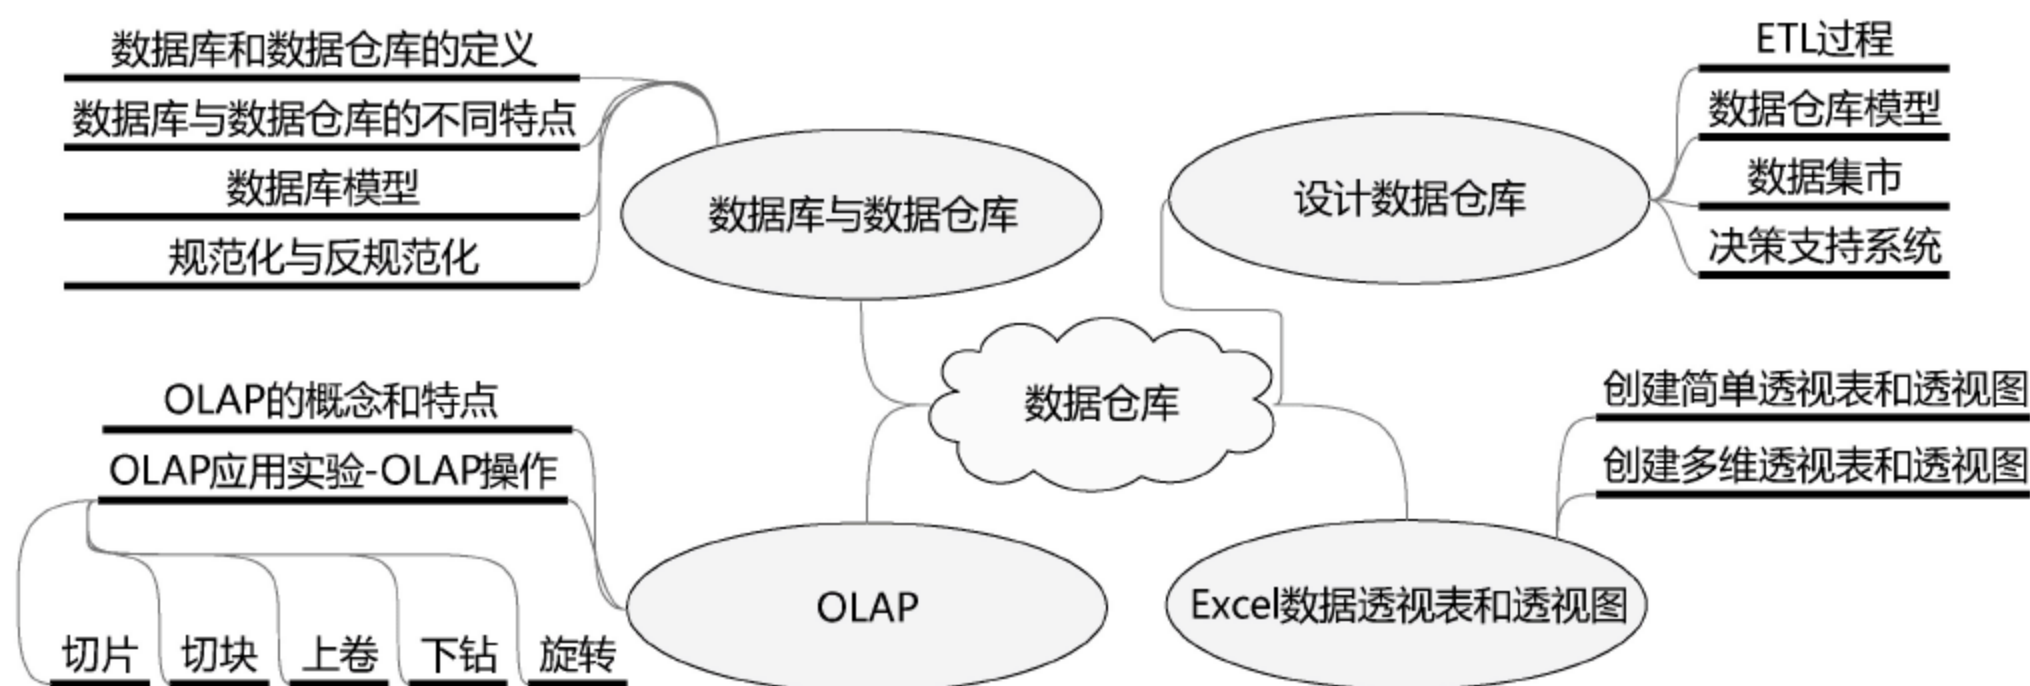 数据库和数据仓库的定义
数据库与数据仓库的不同特点
数据库模型
规范化与反规范化
数据库与数据仓库
设计数据仓库
ETL过程
数据仓库模型
数据集市
决策支持系统
数据仓库
OLAP的概念和特点
OLAP应用实验-OLAP操作
切片
切块
上卷
下钻
旋转
OLAP
Excel数据透视表和透视图
创建简单透视表和透视图
创建多维透视表和透视图